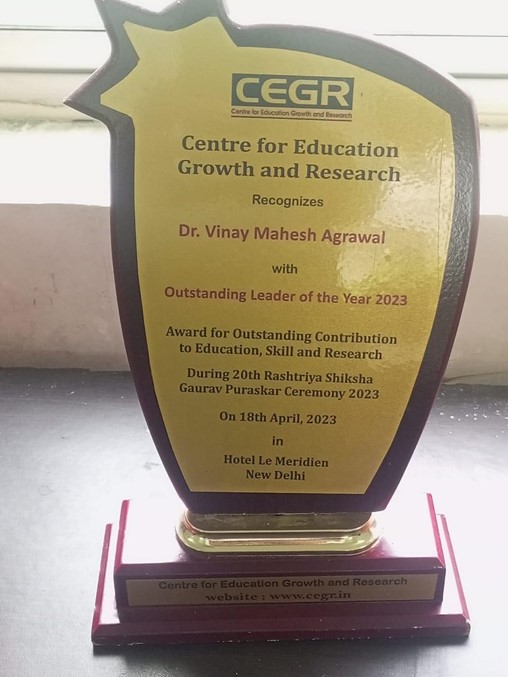 CEGR
Centre for Education Growth and Research
Centre for Education
Growth and Research
Recognizes
Dr. Vinay Mahesh Agrawal
with
Outstanding Leader of the Year 2023
Award for Outstanding Contribution
to Education, Skill and Research
During 20th Rashtriya Shiksha
Gaurav Puraskar Ceremony 2023
On 18th April, 2023
in
Hotel Le Meridien
New Delhi
Centre for Education Growth and Research
website : www.cegr.in